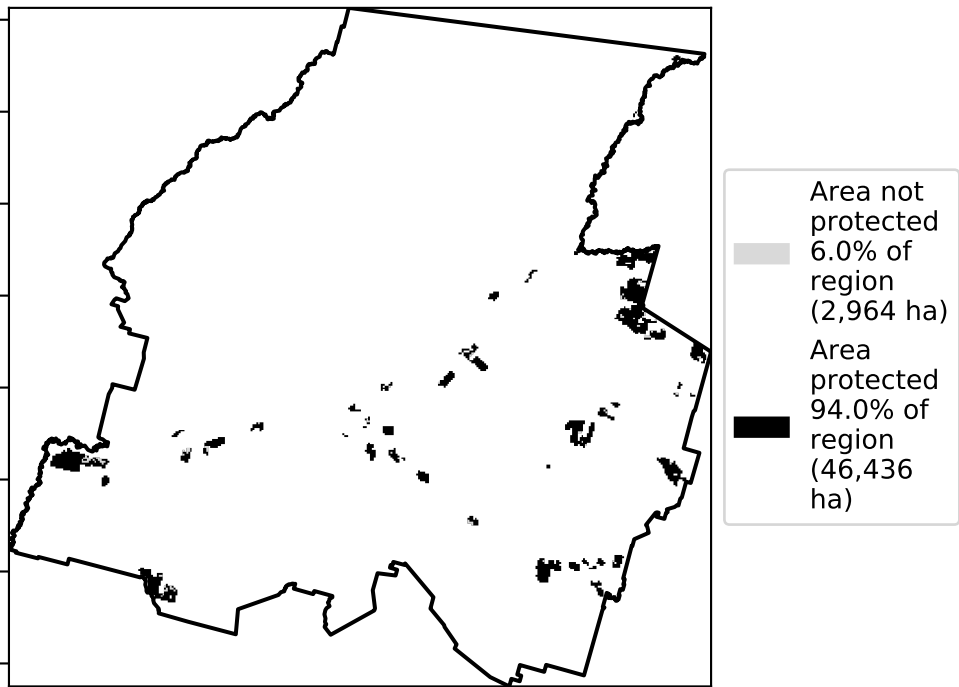 Area not
protected
6.0% of
region
(2,964 ha)
Area
protected
94.0% of
region
(46,436
ha)